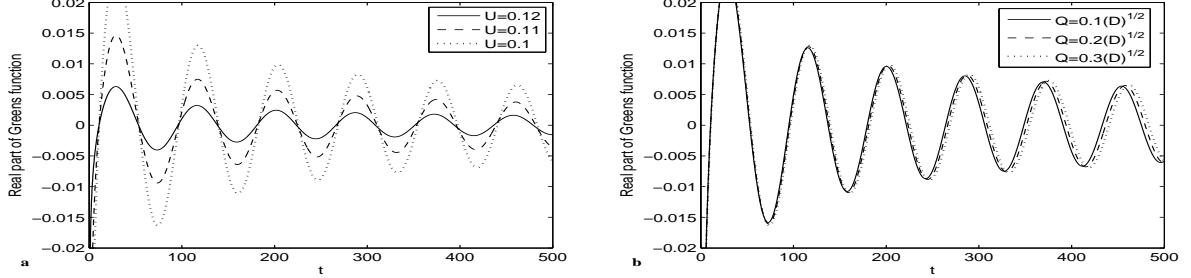 0.02
0.015
0.01
0.005
0
−0.005
−0.01
−0.015
−0.02
Real part of Greens function
0 100 200 300 400 500
t
a
U=0.12
U=0.11
U=0.1
0.02
0.015
0.01
0.005
0
−0.005
−0.01
−0.015
−0.02
Real part of Greens function
0 100 200 300 400 500
t
b
Q=0.1(D)^1/2
Q=0.2(D)^1/2
Q=0.3(D)^1/2